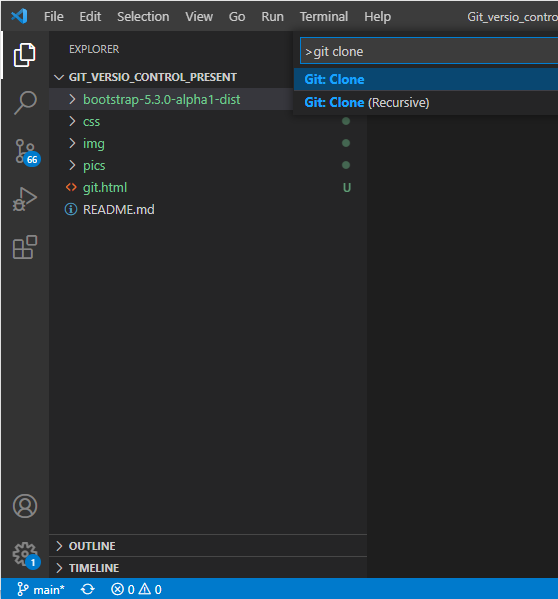 File Edit Selection View Go Run Terminal Help Git_versio_contro
EXPLORER
>git clone
GIT_VERSIO_CONTROL_PRESENT
Git: Clone
bootstrap-5.3.0-alpha1-dist
Git: Clone (Recursive)
css
img
66
pics
git.html U
README.md
OUTLINE
1
TIMELINE
main* 0 0